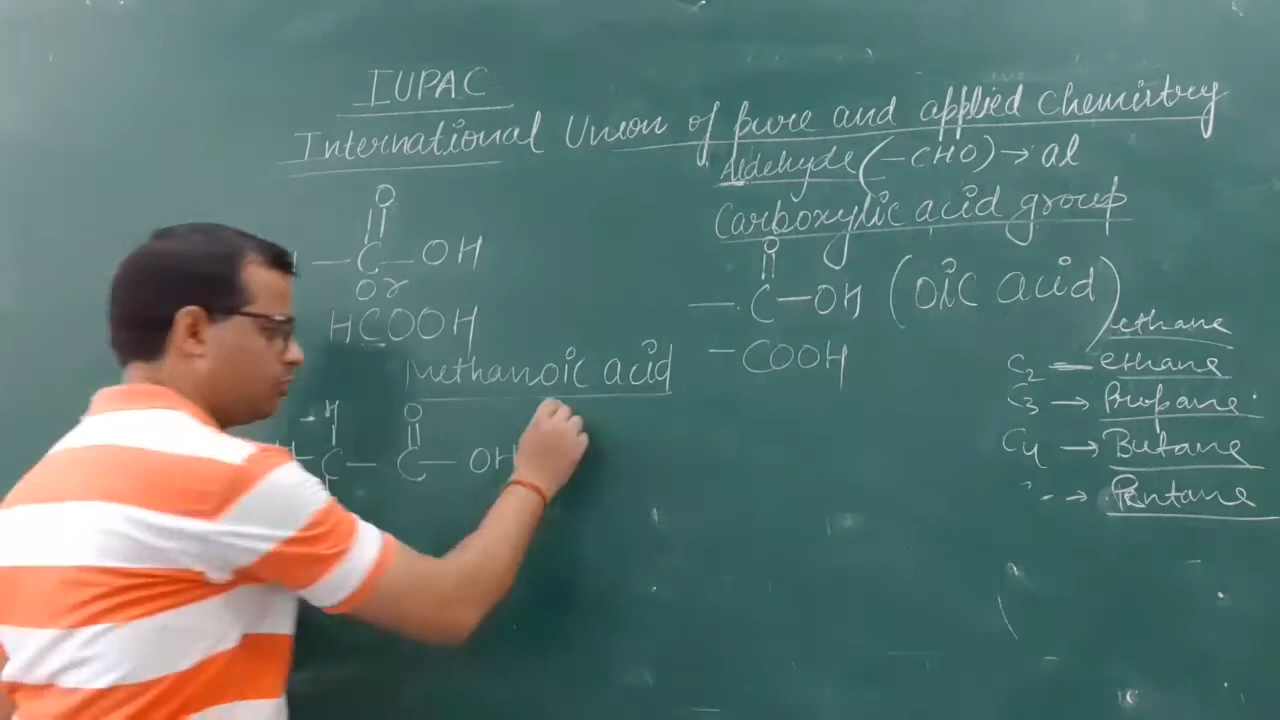 IUPAC
International Union of pure and applied Chemistry
Aldehyde (-CHO) → al
Carboxylic acid group
O
— C — OH
Or
HCOOH
Methanoic acid
H O
C — C — OH
O
— C — OH (Oic acid)
— COOH
ethane
C2 — ethane
C3 → Propane
C4 → Butane
→ Pentane